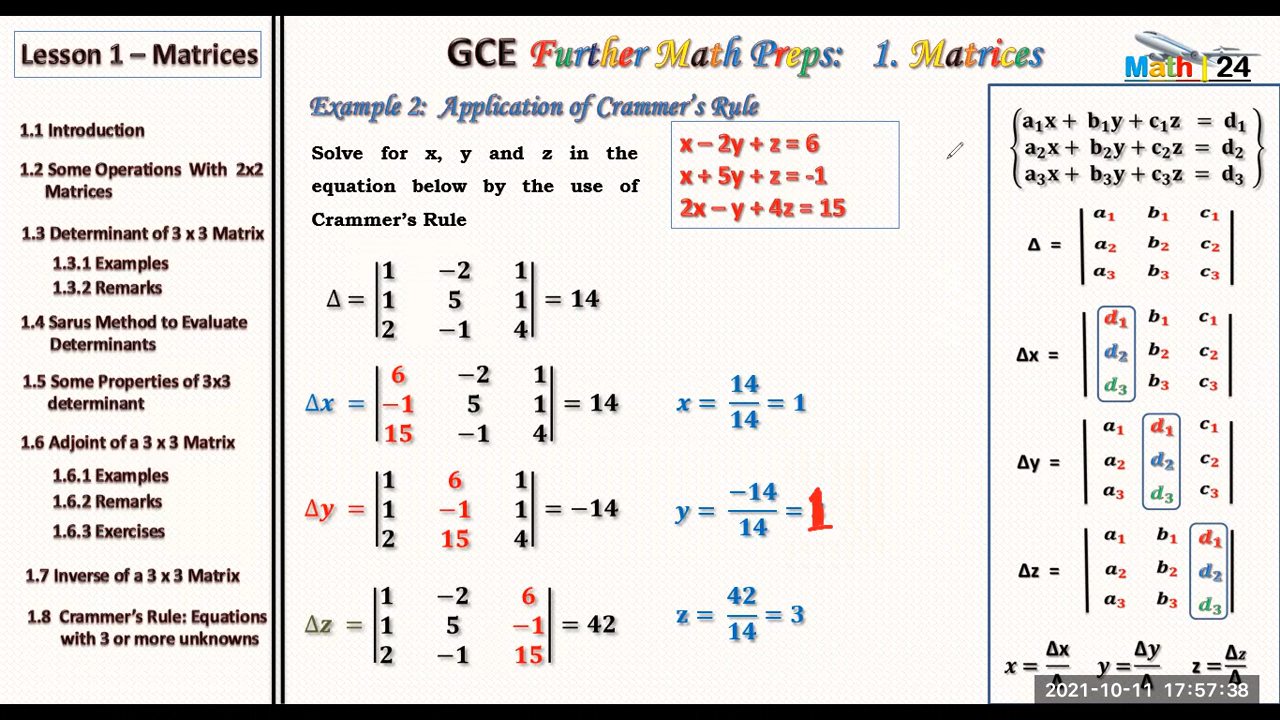 Lesson 1 – Matrices
1.1 Introduction
1.2 Some Operations With 2x2
Matrices
1.3 Determinant of 3 x 3 Matrix
1.3.1 Examples
1.3.2 Remarks
1.4 Sarus Method to Evaluate
Determinants
1.5 Some Properties of 3x3
determinant
1.6 Adjoint of a 3 x 3 Matrix
1.6.1 Examples
1.6.2 Remarks
1.6.3 Exercises
1.7 Inverse of a 3 x 3 Matrix
1.8 Crammer's Rule: Equations
with 3 or more unknowns
GCE Further Math Preps: 1. Matrices
Example 2: Application of Crammer's Rule
Solve for x, y and z in the
equation below by the use of
Crammer's Rule
x – 2y + z = 6
x + 5y + z = -1
2x – y + 4z = 15
1 −2 1
Δ = 1 5 1 = 14
2 −1 4
6 −2 1
Δx = −1 5 1 = 14
15 −1 4
x = 14/14 = 1
1 6 1
Δy = 1 −1 1 = −14
2 15 4
y = −14/14 = 1
1 −2 6
Δz = 1 5 −1 = 42
2 −1 15
z = 42/14 = 3
Math | 24
a₁x + b₁y + c₁z = d₁
a₂x + b₂y + c₂z = d₂
a₃x + b₃y + c₃z = d₃
a₁ b₁ c₁
Δ = a₂ b₂ c₂
a₃ b₃ c₃
d₁ b₁ c₁
Δx = d₂ b₂ c₂
d₃ b₃ c₃
a₁ d₁ c₁
Δy = a₂ d₂ c₂
a₃ d₃ c₃
a₁ b₁ d₁
Δz = a₂ b₂ d₂
a₃ b₃ d₃
x = Δx/Δ y = Δy/Δ z = Δz/Δ
2021-10-11 17:57:38